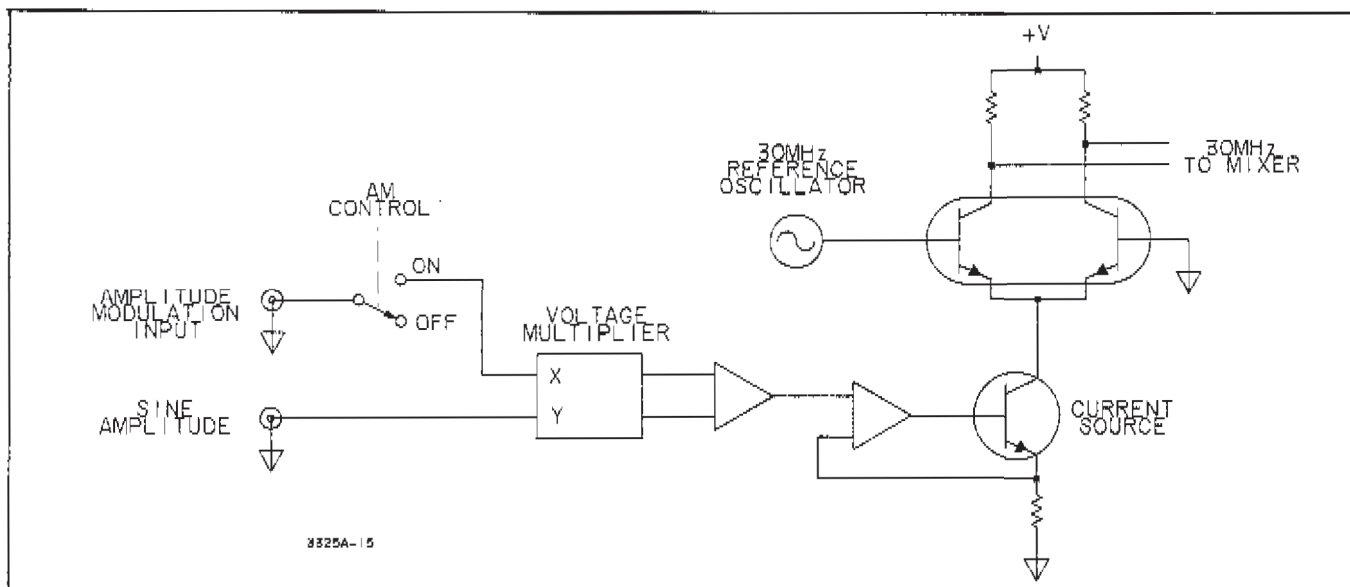 +V
30MHz
REFERENCE
OSCILLATOR
30MHz
TO MIXER
AM
CONTROL
ON
OFF
AMPLITUDE
MODULATION
INPUT
VOLTAGE
MULTIPLIER
X
Y
SINE
AMPLITUDE
CURRENT
SOURCE
3325A-15